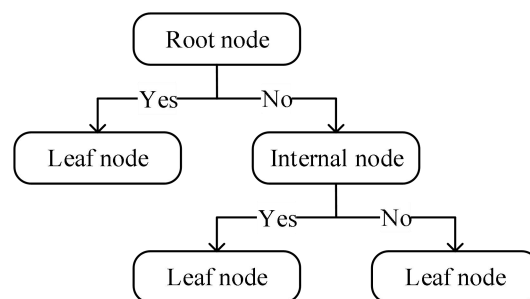 Root node
Yes No
Leaf node Internal node
Yes No
Leaf node Leaf node